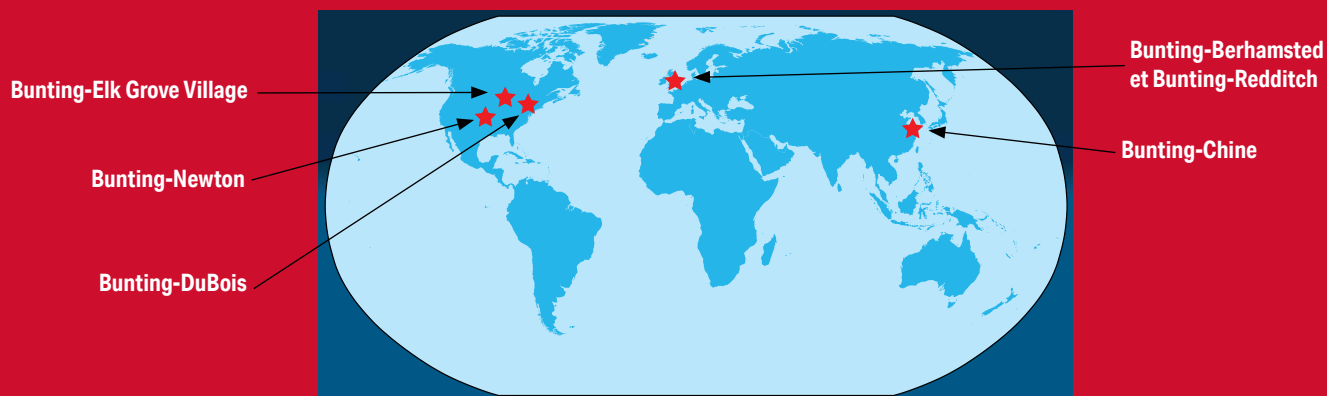 Bunting-Elk Grove Village
Bunting-Newton
Bunting-DuBois
Bunting-Berhamsted
et Bunting-Redditch
Bunting-Chine